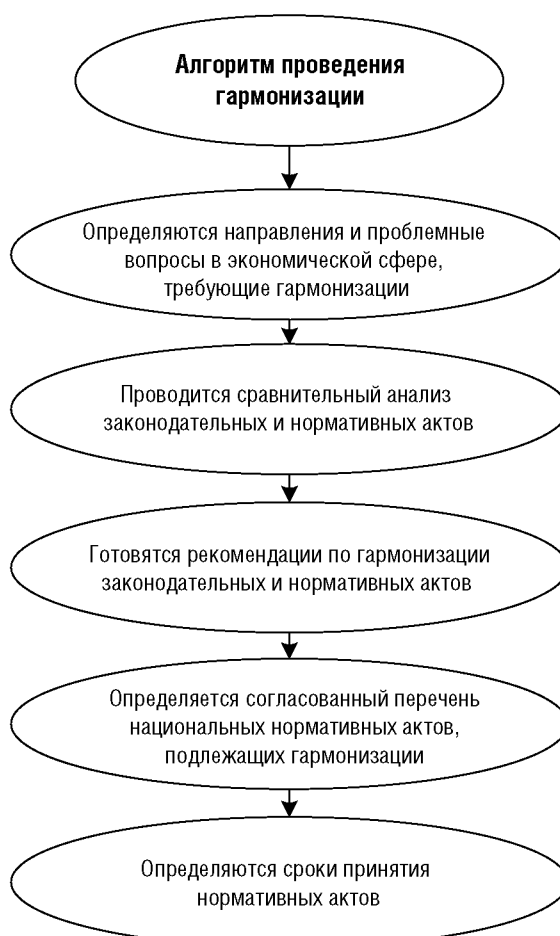 Алгоритм проведения
гармонизации
Определяются направления и проблемные
вопросы в экономической сфере,
требующие гармонизации
Проводится сравнительный анализ
законодательных и нормативных актов
Готовятся рекомендации по гармонизации
законодательных и нормативных актов
Определяется согласованный перечень
национальных нормативных актов,
подлежащих гармонизации
Определяются сроки принятия
нормативных актов